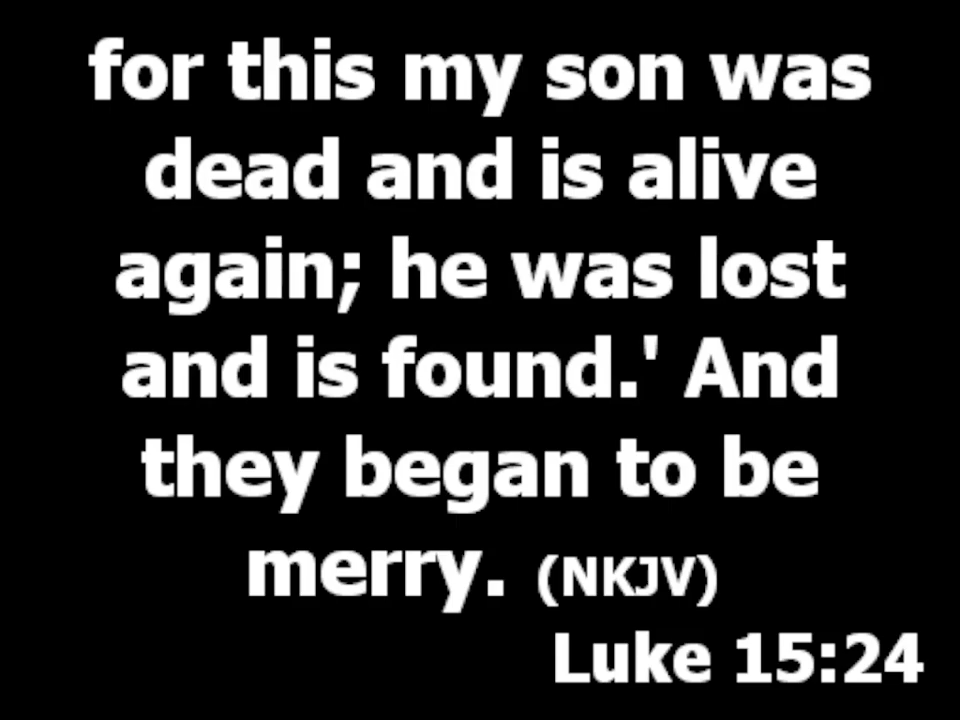 for this my son was
dead and is alive
again; he was lost
and is found.' And
they began to be
merry. (NKJV)
Luke 15:24